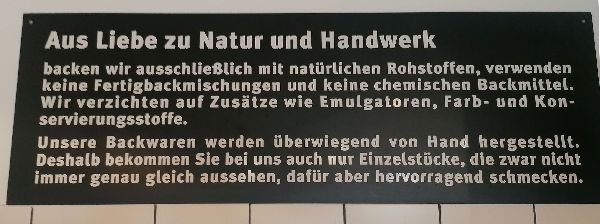 Aus Liebe zu Natur und Handwerk
backen wir ausschließlich mit natürlichen Rohstoffen, verwenden
keine Fertigbackmischungen und keine chemischen Backmittel.
Wir verzichten auf Zusätze wie Emulgatoren, Farb- und Kon-
servierungsstoffe.
Unsere Backwaren werden überwiegend von Hand hergestellt.
Deshalb bekommen Sie bei uns auch nur Einzelstücke, die zwar nicht
immer genau gleich aussehen, dafür aber hervorragend schmecken.